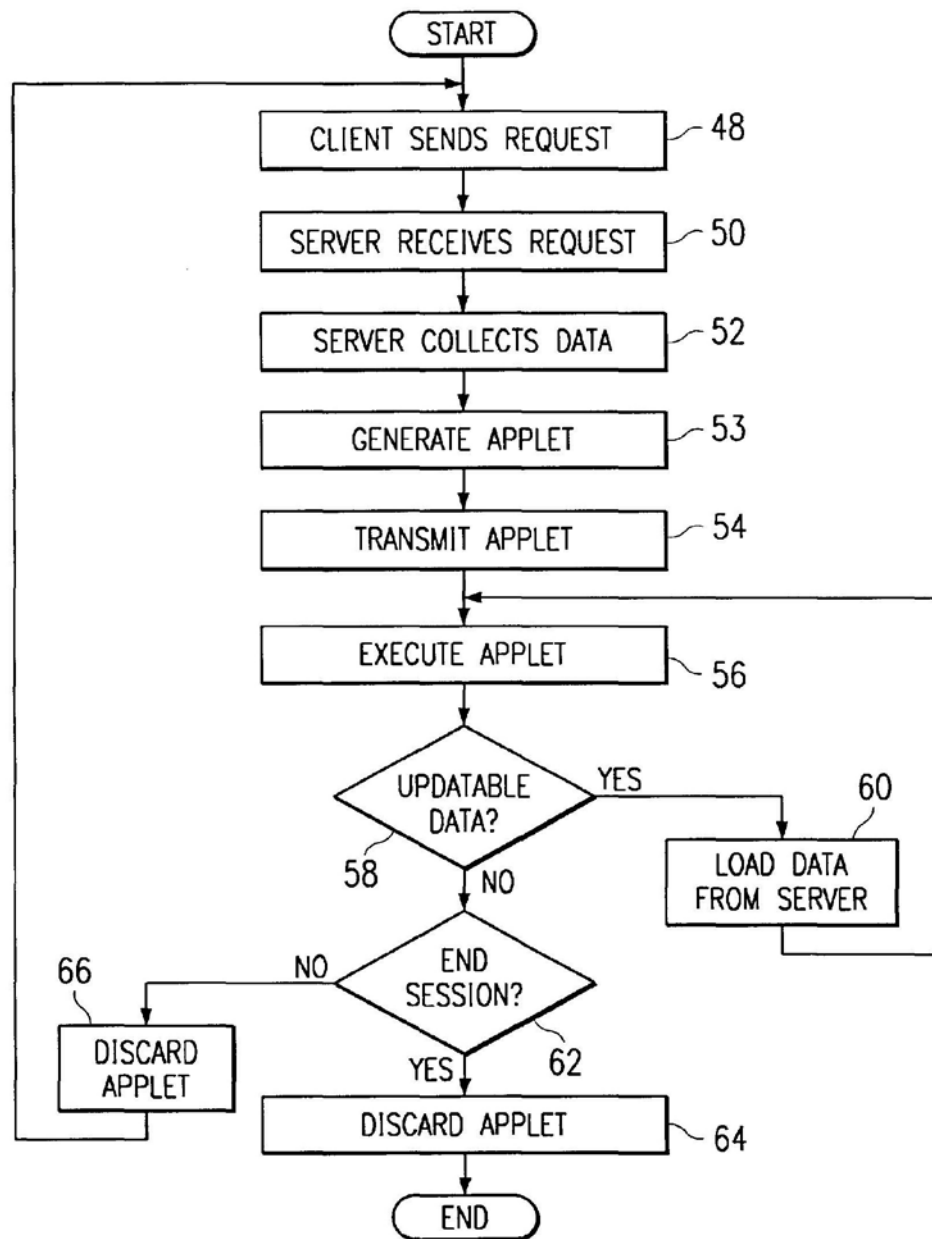 START
CLIENT SENDS REQUEST
48
SERVER RECEIVES REQUEST
50
SERVER COLLECTS DATA
52
GENERATE APPLET
53
TRANSMIT APPLET
54
EXECUTE APPLET
56
UPDATABLE
DATA?
58
YES
NO
60
LOAD DATA
FROM SERVER
END
SESSION?
62
NO
YES
66
DISCARD
APPLET
DISCARD APPLET
64
END